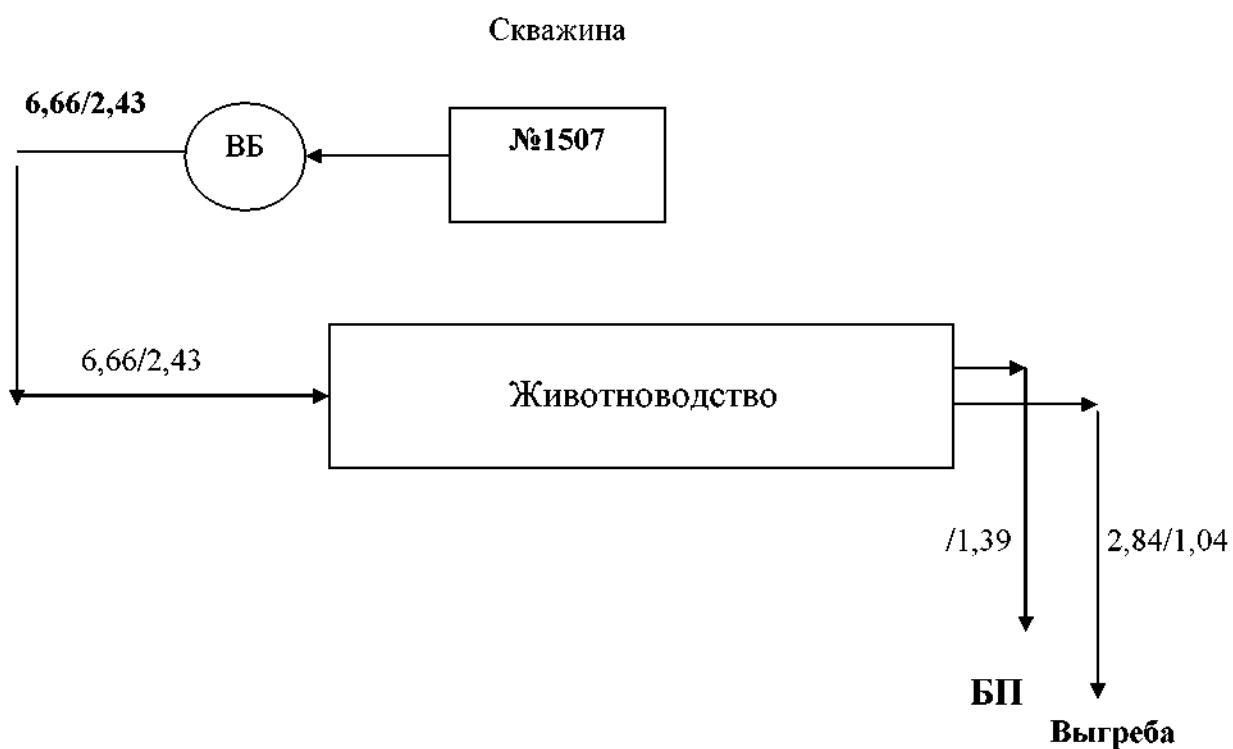 Скважина
6,66/2,43
ВБ
№1507
6,66/2,43
Животноводство
/1,39
2,84/1,04
БП
Выгреба